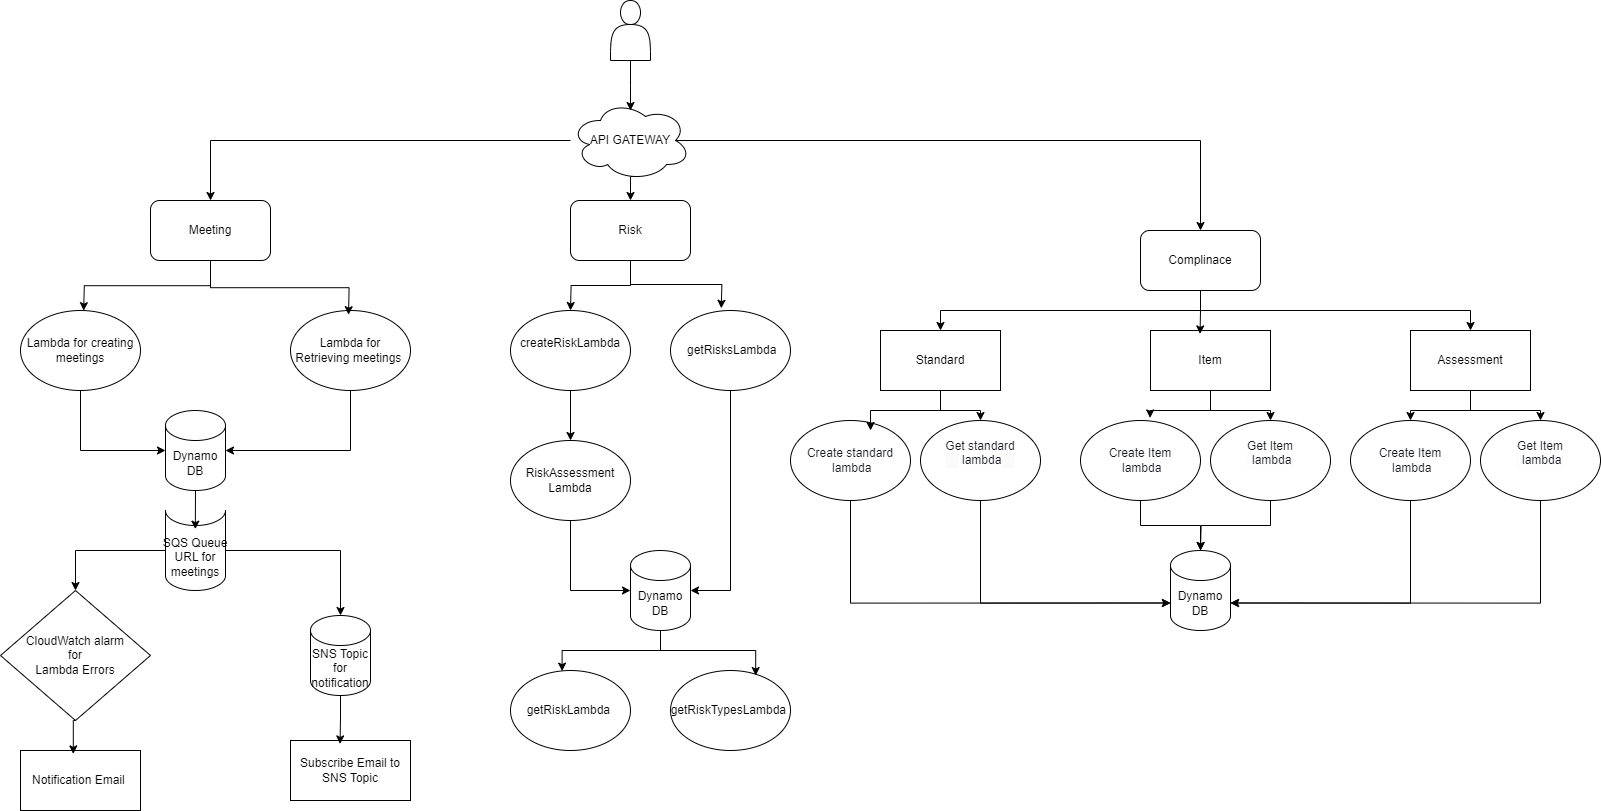 API GATEWAY
Meeting
Risk
Complinace
Lambda for creating
meetings
Lambda for
Retrieving meetings
createRiskLambda
getRisksLambda
Standard
Item
Assessment
Dynamo
DB
RiskAssessment
Lambda
Create standard
lambda
Get standard
lambda
Create Item
lambda
Get Item
lambda
Create Item
lambda
Get Item
lambda
SQS Queue
URL for
meetings
Dynamo
DB
Dynamo
DB
CloudWatch alarm
for
Lambda Errors
SNS Topic
for
notification
getRiskLambda
getRiskTypesLambda
Notification Email
Subscribe Email to
SNS Topic